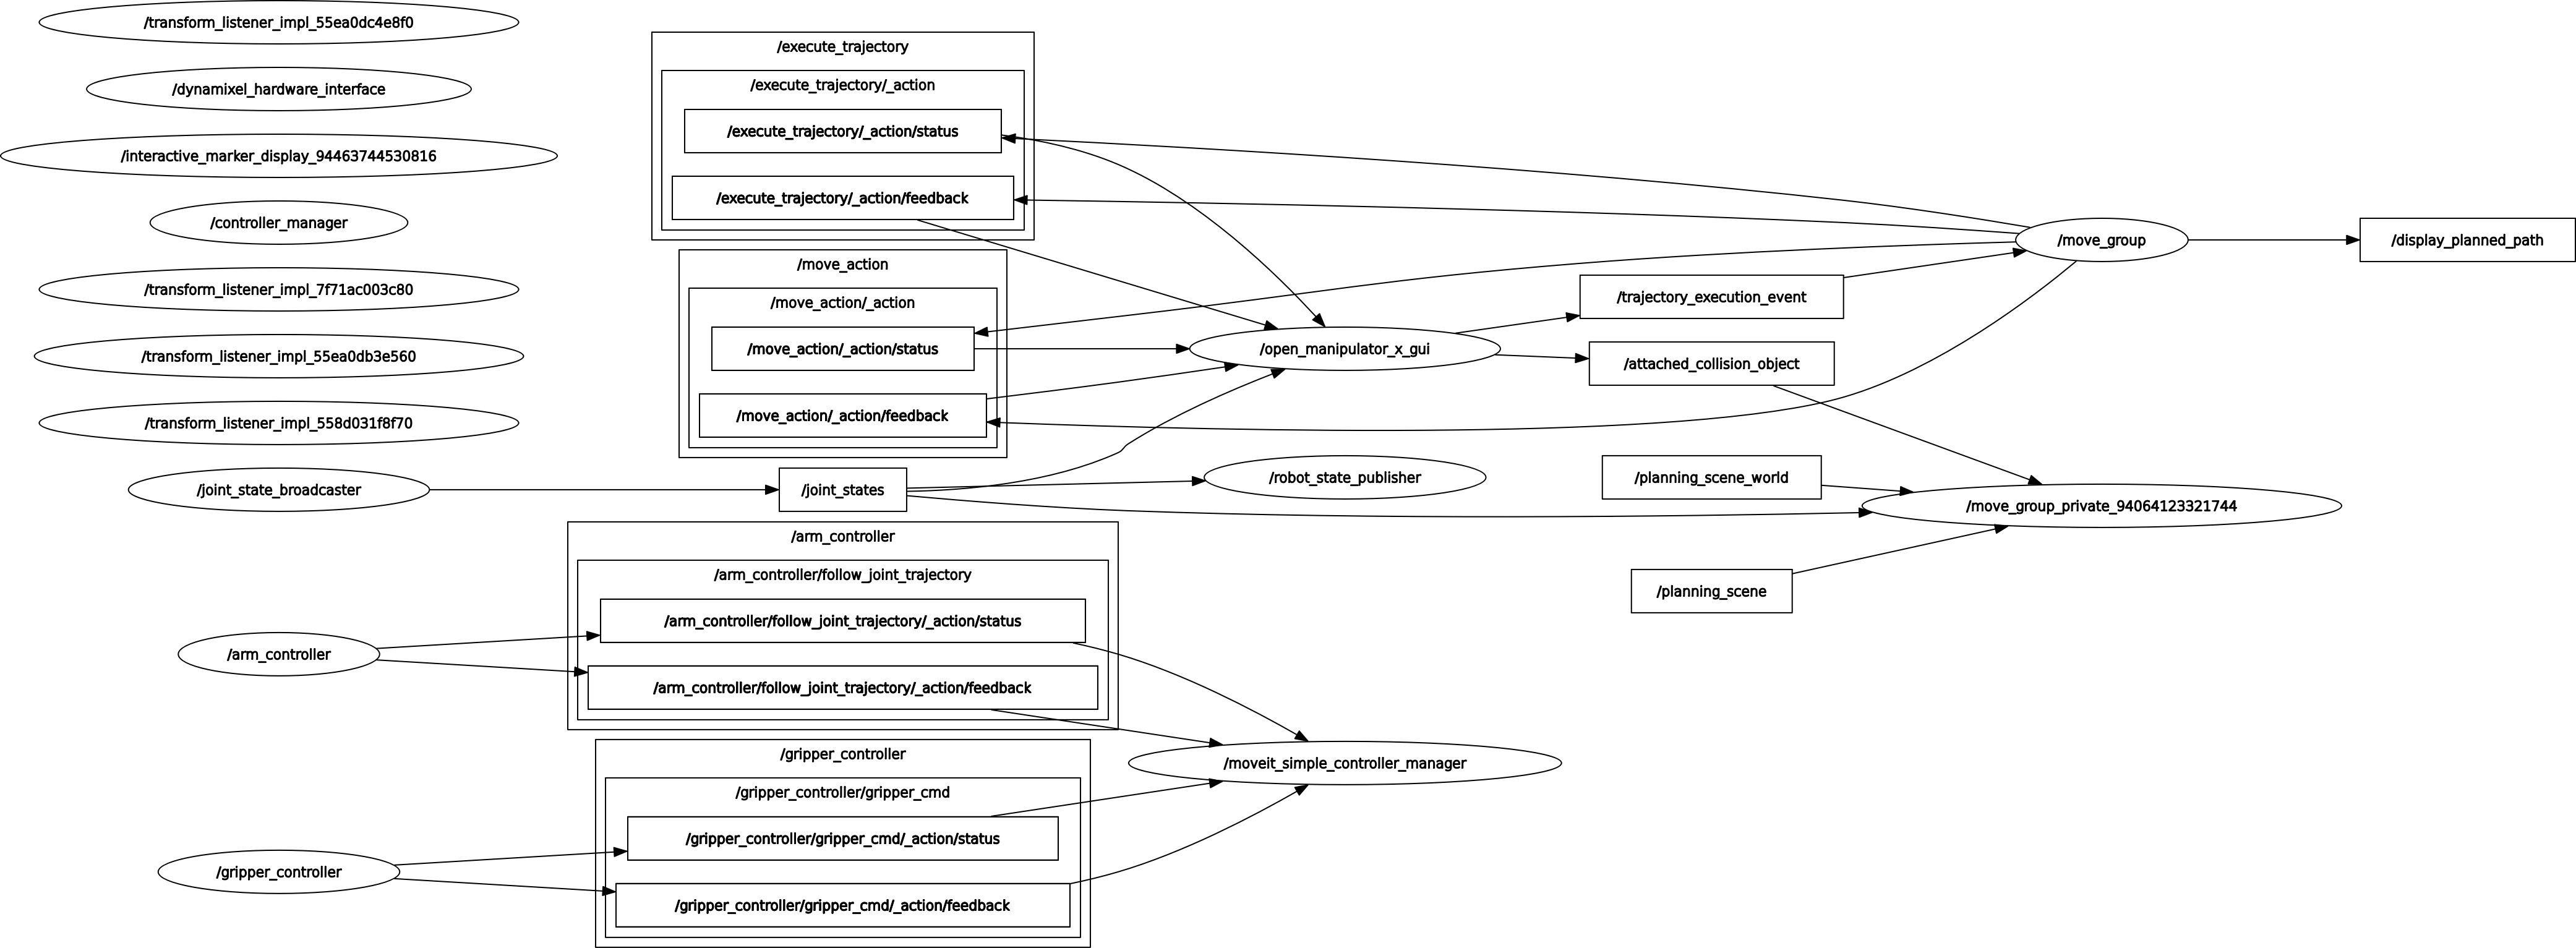 /transform_listener_impl_55ea0dc4e8f0
/dynamixel_hardware_interface
/interactive_marker_display_94463744530816
/controller_manager
/transform_listener_impl_7f71ac003c80
/transform_listener_impl_55ea0db3e560
/transform_listener_impl_558d031f8f70
/joint_state_broadcaster
/arm_controller
/gripper_controller
/execute_trajectory
/execute_trajectory/_action
/execute_trajectory/_action/status
/execute_trajectory/_action/feedback
/move_action
/move_action/_action
/move_action/_action/status
/move_action/_action/feedback
/joint_states
/arm_controller
/arm_controller/follow_joint_trajectory
/arm_controller/follow_joint_trajectory/_action/status
/arm_controller/follow_joint_trajectory/_action/feedback
/gripper_controller
/gripper_controller/gripper_cmd
/gripper_controller/gripper_cmd/_action/status
/gripper_controller/gripper_cmd/_action/feedback
/open_manipulator_x_gui
/robot_state_publisher
/moveit_simple_controller_manager
/trajectory_execution_event
/attached_collision_object
/planning_scene_world
/planning_scene
/move_group
/move_group_private_94064123321744
/display_planned_path